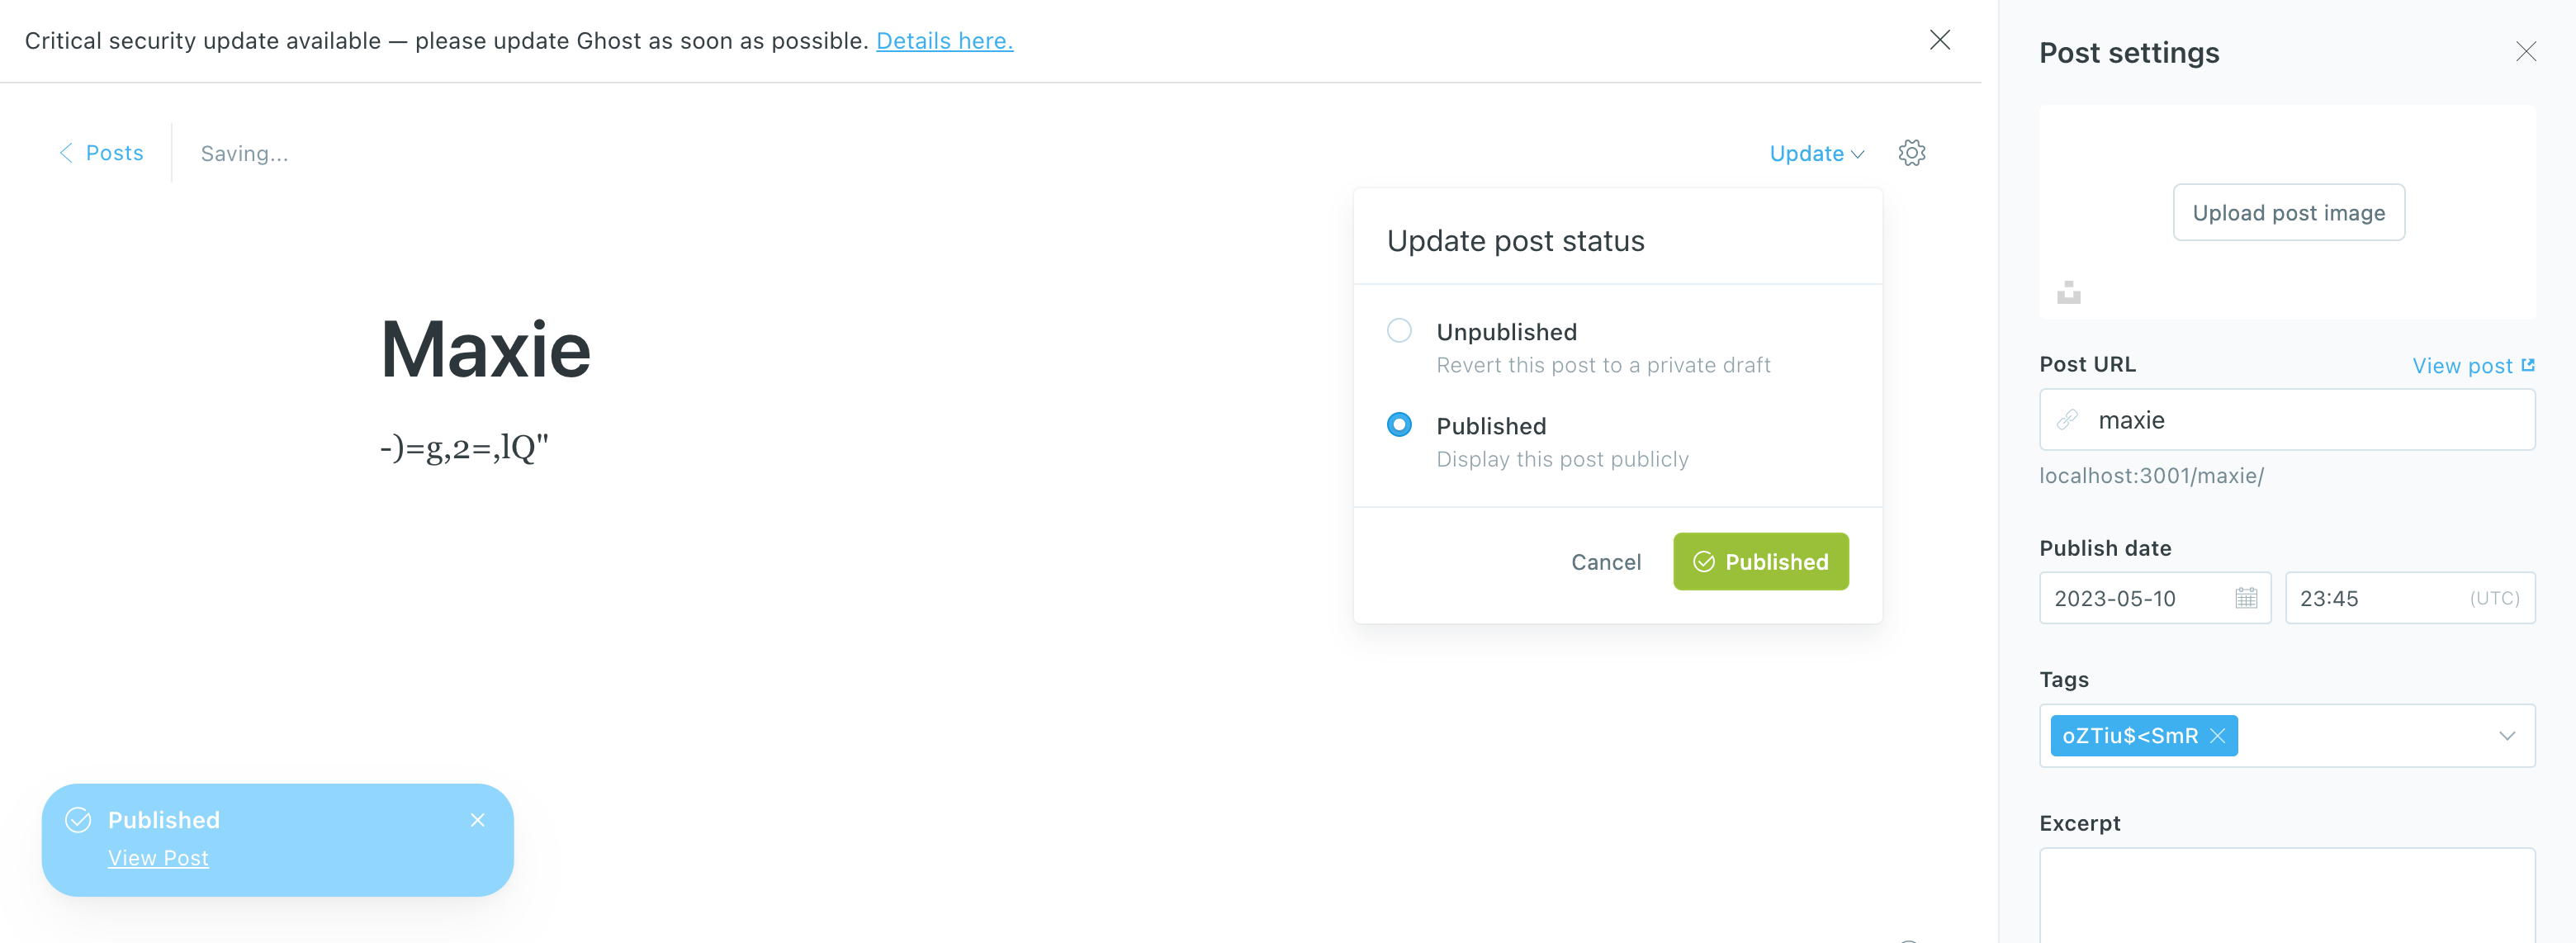 Critical security update available — please update Ghost as soon as possible. Details here.
Posts
Saving...
Update
Maxie
-)=g,2=,lQ"
Update post status
Unpublished
Revert this post to a private draft
Published
Display this post publicly
Cancel
Published
Published
View Post
Post settings
Upload post image
Post URL
View post
maxie
localhost:3001/maxie/
Publish date
2023-05-10
23:45
(UTC)
Tags
oZTiu$<SmR
Excerpt